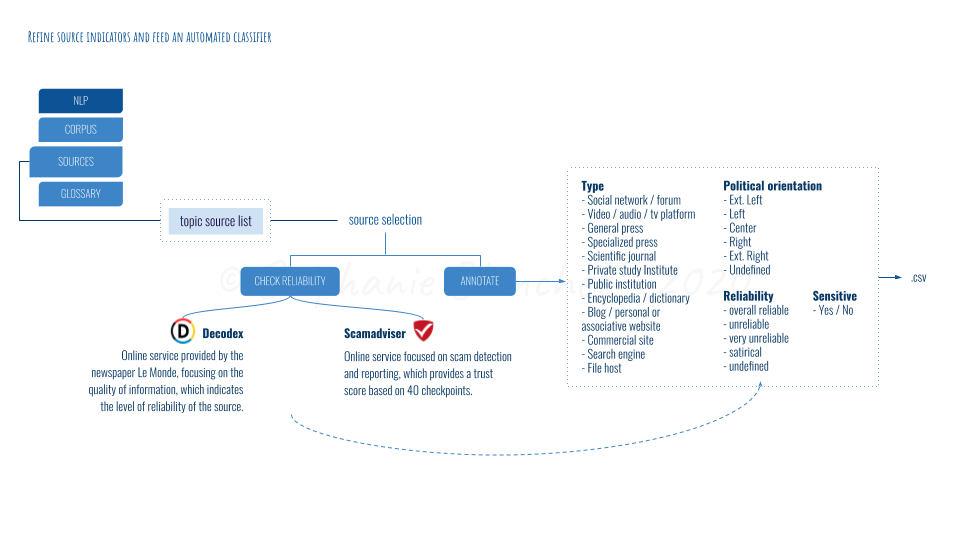 Refine source indicators and feed an automated classifier
NLP
CORPUS
SOURCES
GLOSSARY
topic source list
source selection
CHECK RELIABILITY
ANNOTATE
D Decodex
Online service provided by the
newspaper Le Monde, focusing on the
quality of information, which indicates
the level of reliability of the source.
Scamadviser
Online service focused on scam detection
and reporting, which provides a trust
score based on 40 checkpoints.
Type
- Social network / forum
- Video / audio / tv platform
- General press
- Specialized press
- Scientific journal
- Private study Institute
- Public institution
- Encyclopedia / dictionary
- Blog / personal or
associative website
- Commercial site
- Search engine
- File host
Political orientation
- Ext. Left
- Left
- Center
- Right
- Ext. Right
- Undefined
Reliability
- overall reliable
- unreliable
- very unreliable
- satirical
- undefined
Sensitive
- Yes / No
.csv
2020